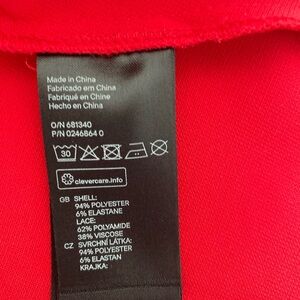 Made in China
Fabricado em China
Fabriqué en Chine
Hecho en China
O/N 681340
P/N 0246864 0
30
clevercare.info
GB SHELL:
94% POLYESTER
6% ELASTANE
LACE:
62% POLYAMIDE
38% VISCOSE
CZ SVRCHNÍ LÁTKA:
94% POLYESTER
6% ELASTAN
KRAJKA: